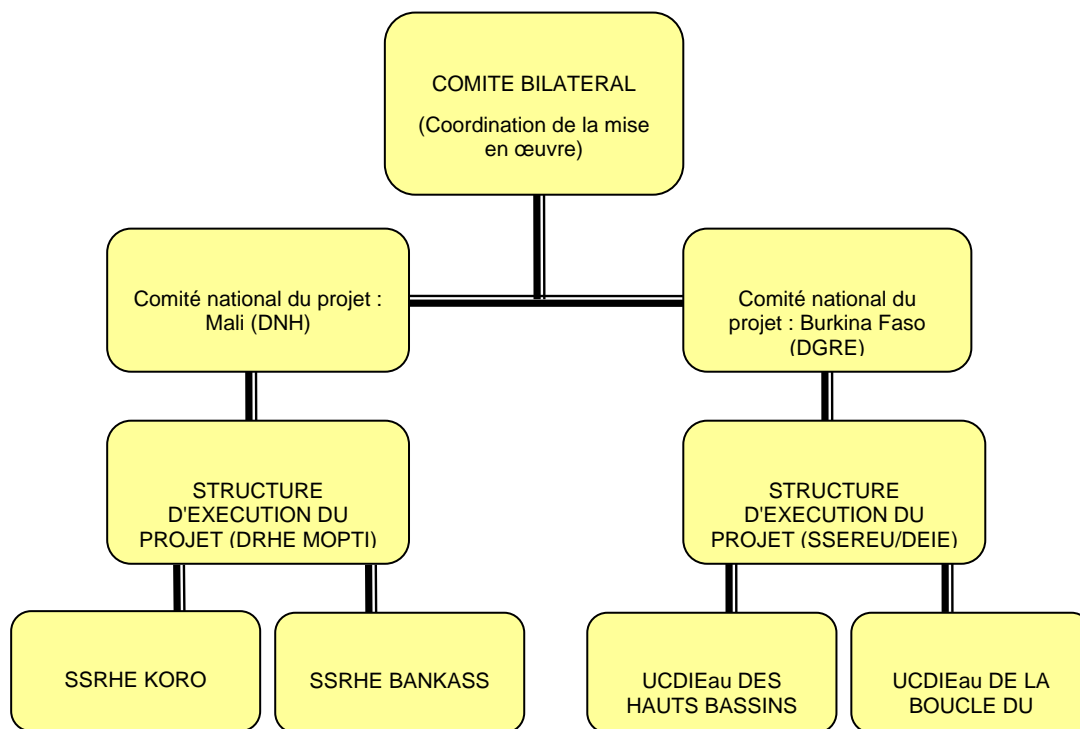 COMITE BILATERAL
(Coordination de la mise
en œuvre)
Comité national du projet :
Mali (DNH)
Comité national du
projet : Burkina Faso
(DGRE)
STRUCTURE
D'EXECUTION DU
PROJET (DRHE MOPTI)
STRUCTURE
D'EXECUTION DU
PROJET (SSEREU/DEIE)
SSRHE KORO
SSRHE BANKASS
UCDIEau DES
HAUTS BASSINS
UCDIEau DE LA
BOUCLE DU